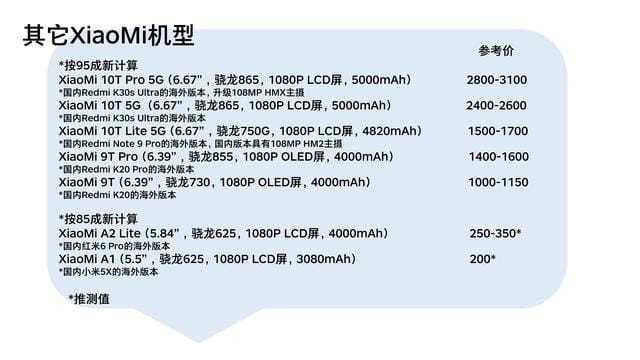 其它XiaoMi机型
参考价
*按95成新计算
XiaoMi 10T Pro 5G (6.67”，骁龙865，1080P LCD屏，5000mAh) 2800-3100
*国内Redmi K30s Ultra的海外版本，升级108MP HMX主摄
XiaoMi 10T 5G (6.67”，骁龙865，1080P LCD屏，5000mAh) 2400-2600
*国内Redmi K30s Ultra的海外版本
XiaoMi 10T Lite 5G (6.67”，骁龙750G，1080P LCD屏，4820mAh) 1500-1700
*国内Redmi Note 9 Pro的海外版本，国内版本具有108MP HM2主摄
XiaoMi 9T Pro (6.39”，骁龙855，1080P OLED屏，4000mAh) 1400-1600
*国内Redmi K20 Pro的海外版本
XiaoMi 9T (6.39”，骁龙730，1080P OLED屏，4000mAh) 1000-1150
*国内Redmi K20的海外版本
*按85成新计算
XiaoMi A2 Lite (5.84”，骁龙625，1080P LCD屏，4000mAh) 250-350*
*国内红米6 Pro的海外版本
XiaoMi A1 (5.5”，骁龙625，1080P LCD屏，3080mAh) 200*
*国内小米5X的海外版本
*推测值